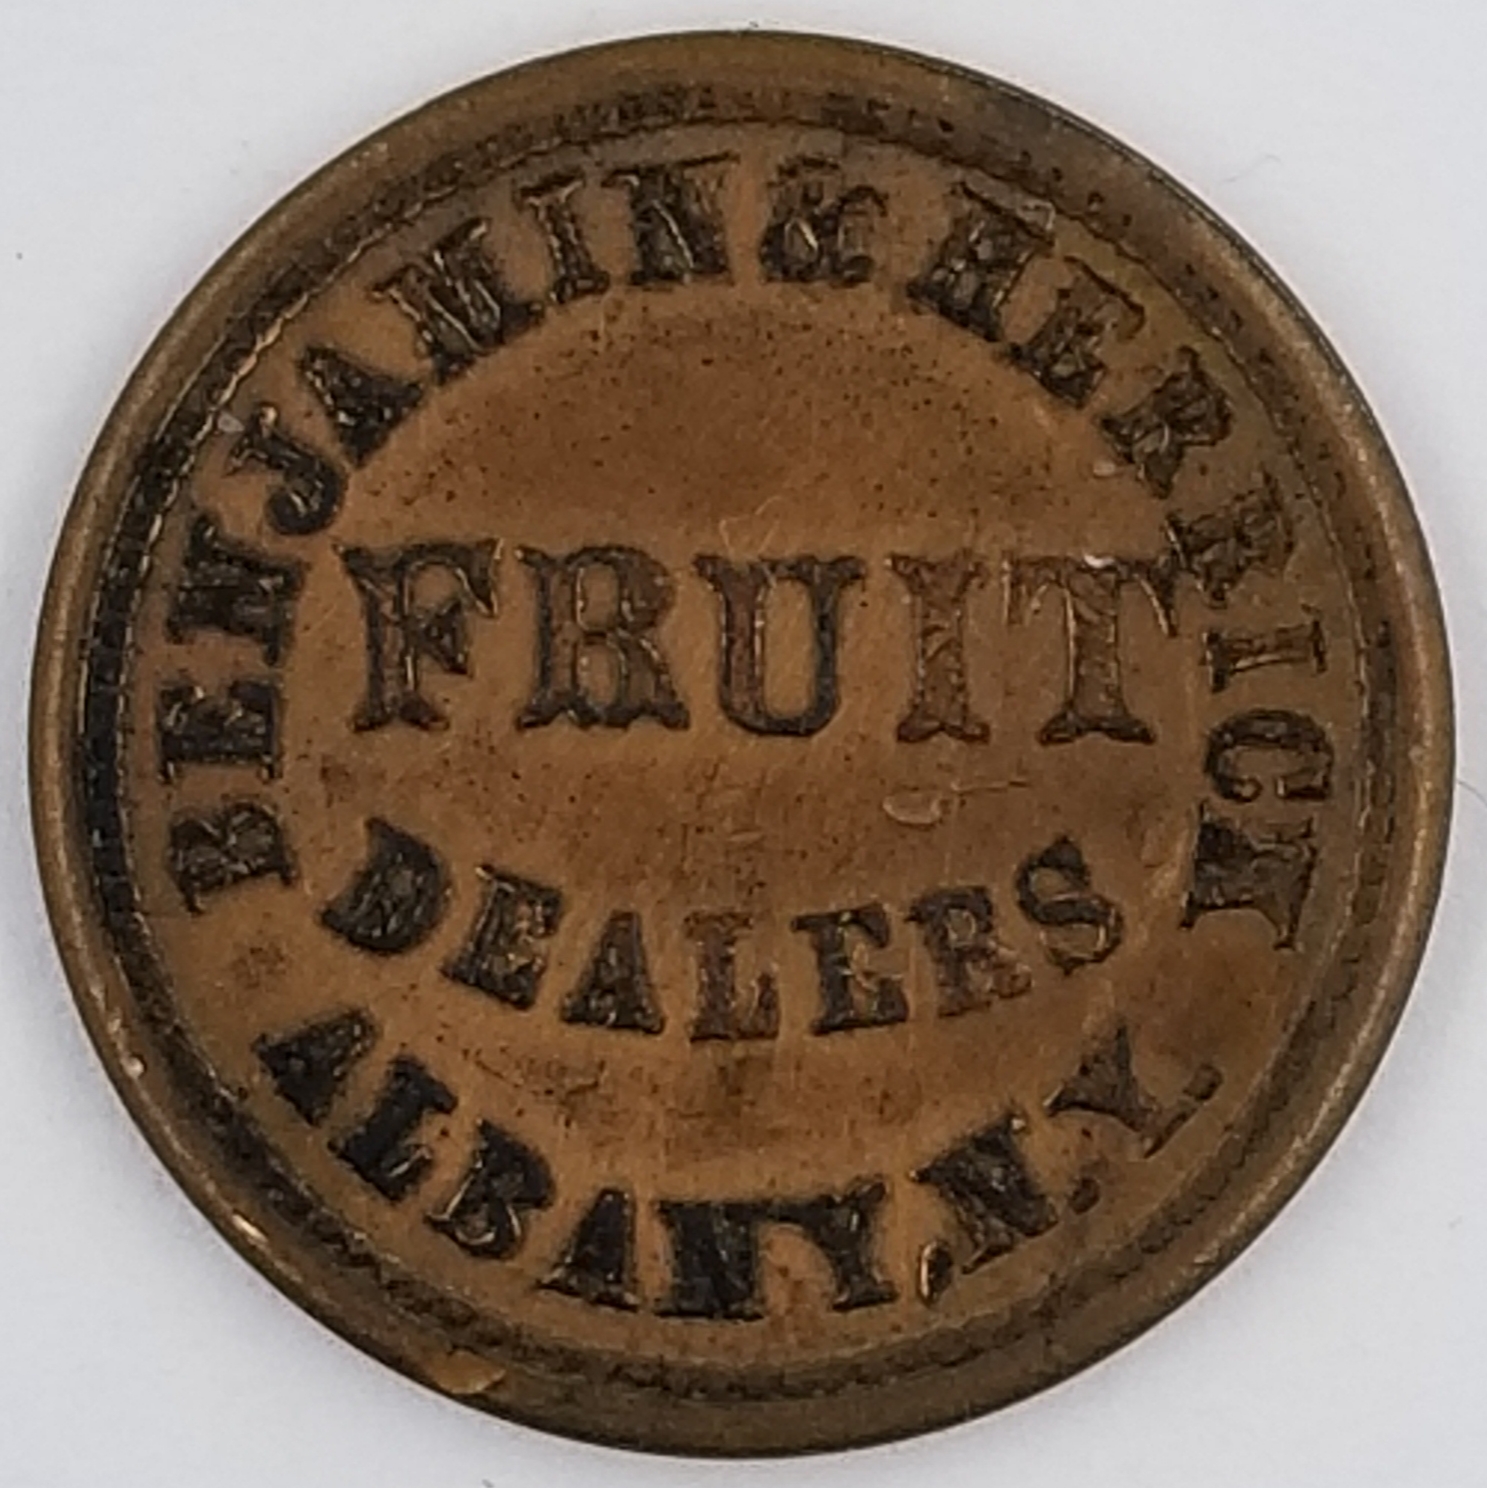 BENJAMIN & HERRICK
FRUIT
DEALERS
ALBANY, N. Y.